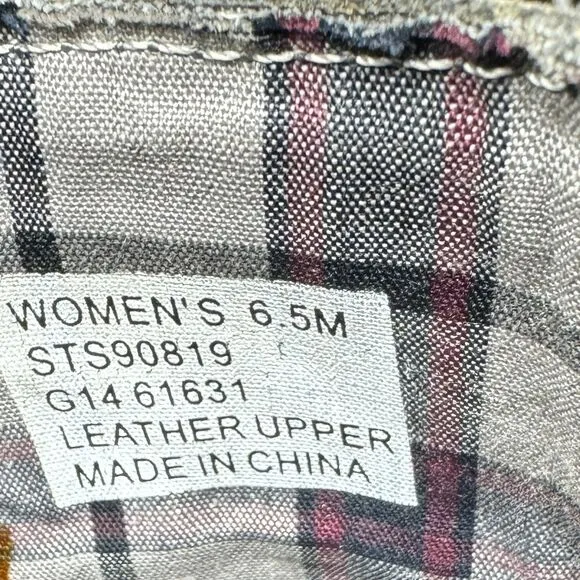 WOMEN'S 6.5M
STS90819
G14 61631
LEATHER UPPER
MADE IN CHINA